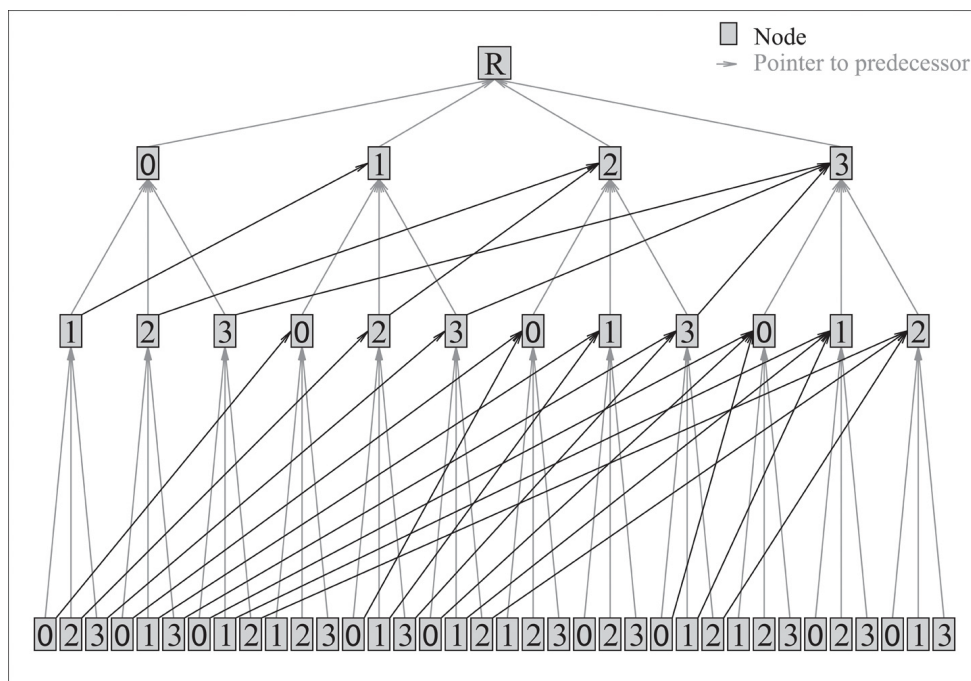 Node
R
Pointer to predecessor
0 1 2 3
1 2 3 0 2 3 0 1 3 0 1 2
0 2 3 0 1 3 0 1 2 1 2 3 0 1 3 0 1 2 1 2 3 0 2 3 0 1 2 1 2 3 0 2 3 0 1 3